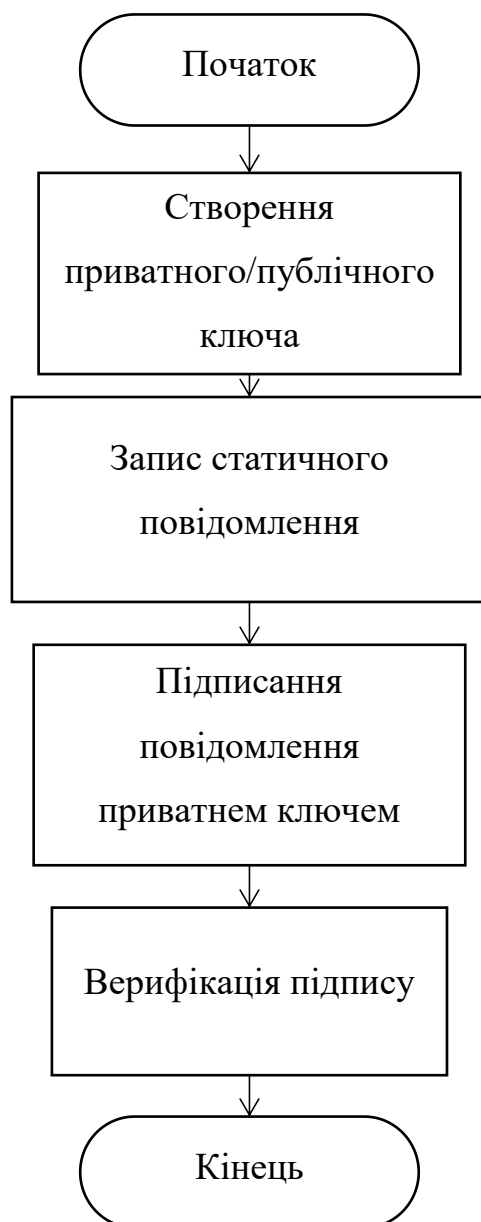 Початок
Створення
приватного/публічного
ключа
Запис статичного
повідомлення
Підписання
повідомлення
приватнем ключем
Верифікація підпису
Кінець